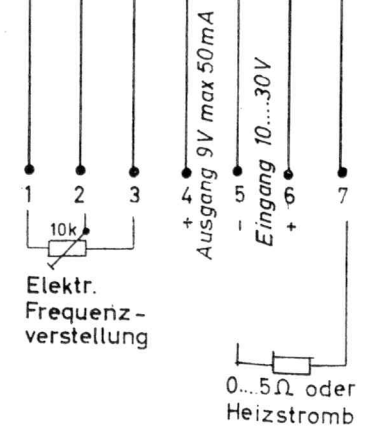 Ausgang 9V max 50mA
Eingang 10....30V
1 2 3 4 5 6 7
+ - +
10k
Elektr.
Frequenz-
verstellung
0....5Ω oder
Heizstromb